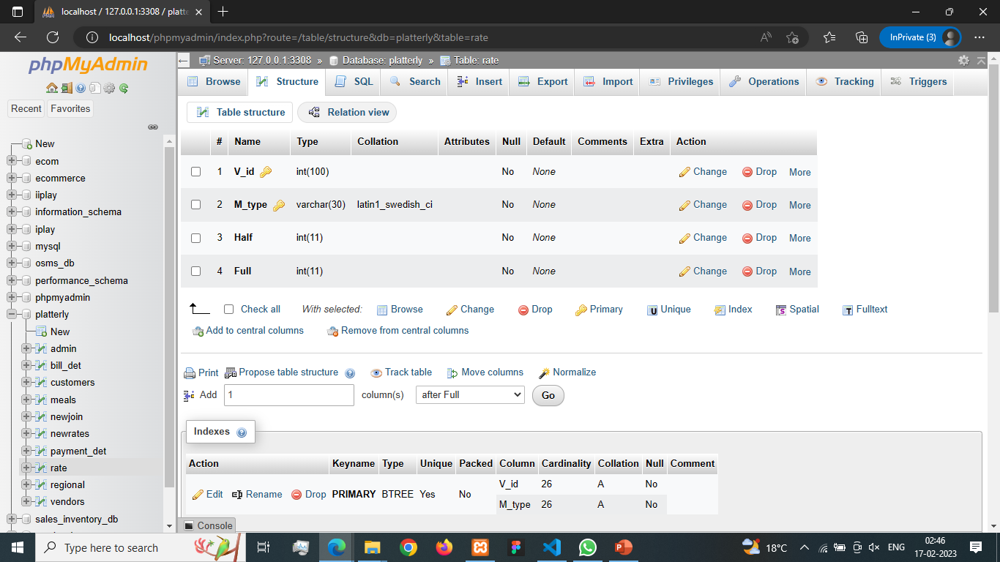 localhost / 127.0.0.1:3308 / platte
localhost/phpmyadmin/index.php?route=/table/structure&db=platterly&table=rate
InPrivate (3)
phpMyAdmin
Recent Favorites
New
ecom
ecommerce
iiplay
information_schema
iplay
mysql
osms_db
performance_schema
phpmyadmin
platterly
New
admin
bill_det
customers
meals
newjoin
newrates
payment_det
rate
regional
vendors
sales_inventory_db
Server: 127.0.0.1:3308 » Database: platterly » Table: rate
Browse Structure SQL Search Insert Export Import Privileges Operations Tracking Triggers
Table structure Relation view
# Name Type Collation Attributes Null Default Comments Extra Action
1 V_id int(100) No None Change Drop More
2 M_type varchar(30) latin1_swedish_ci No None Change Drop More
3 Half int(11) No None Change Drop More
4 Full int(11) No None Change Drop More
Check all With selected: Browse Change Drop Primary Unique Index Spatial Fulltext
Add to central columns Remove from central columns
Print Propose table structure Track table Move columns Normalize
Add 1 column(s) after Full Go
Indexes
Action Keyname Type Unique Packed Column Cardinality Collation Null Comment
Edit Rename Drop PRIMARY BTREE Yes No V_id 26 A No
M_type 26 A No
Console
Type here to search
18°C ENG 02:46
17-02-2023